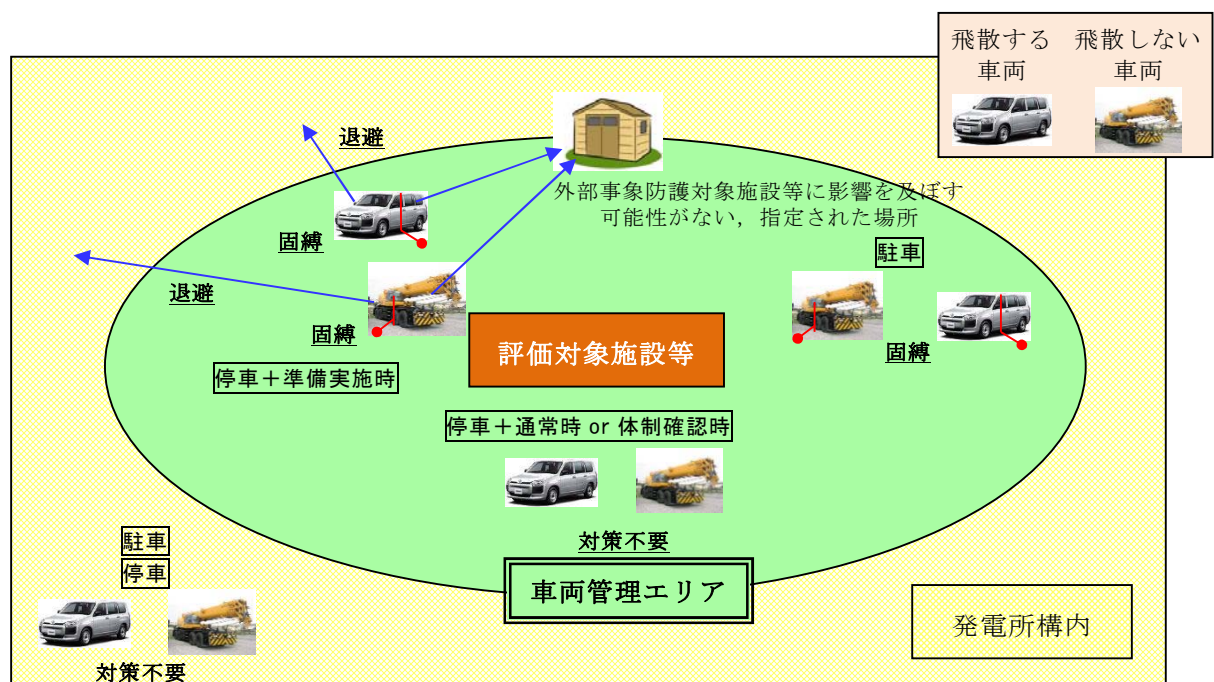 飛散する 飛散しない
車両 車両
退避
外部事象防護対象施設等に影響を及ぼす
可能性がない，指定された場所
固縛
駐車
退避
固縛
評価対象施設等
固縛
停車＋準備実施時
停車＋通常時 or 体制確認時
対策不要
駐車
停車
車両管理エリア
発電所構内
対策不要